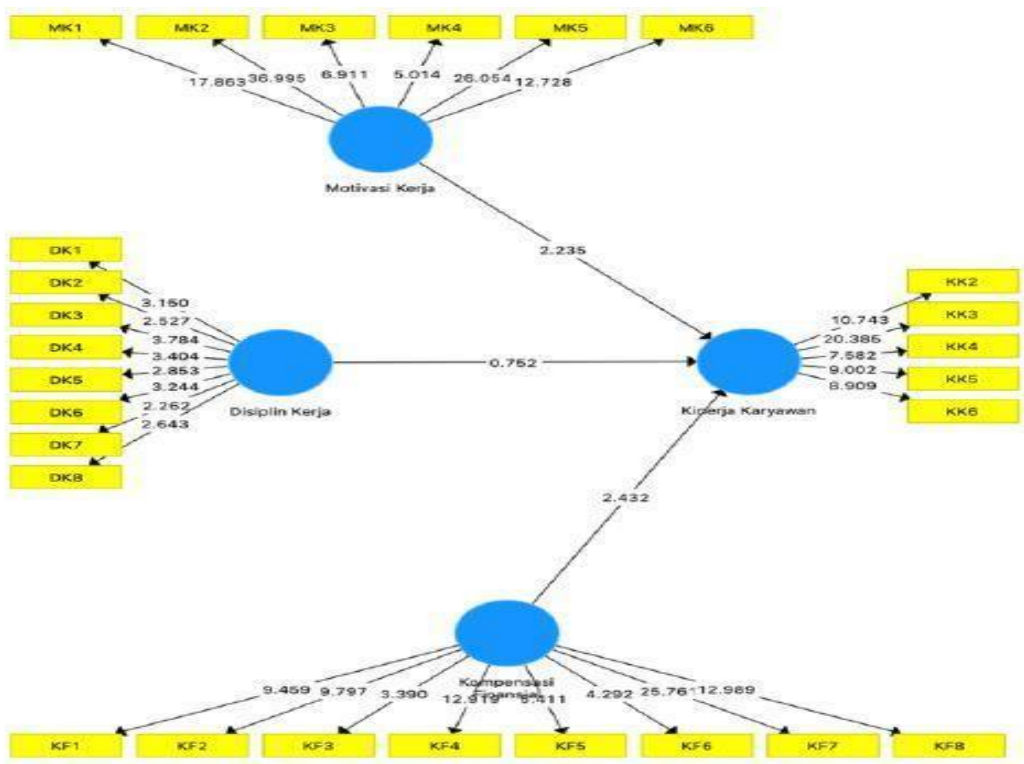 MK1 MK2 MK3 MK4 MK5 MK6
17.863 36.995 6.911 5.014 26.054 12.728
Motivasi Kerja
2.235
DK1
DK2
DK3
DK4
DK5
DK6
DK7
DK8
3.150
2.527
3.784
3.404
2.853
3.244
2.262
2.643
Disiplin Kerja
0.752
KK2
KK3
KK4
KK5
KK6
10.743
20.385
7.582
9.002
8.909
Kinerja Karyawan
2.432
Kompensasi
Finansial
9.459 9.797 3.390 12.919 4.292 12.989
KF1 KF2 KF3 KF4 KF5 KF6 KF7 KF8